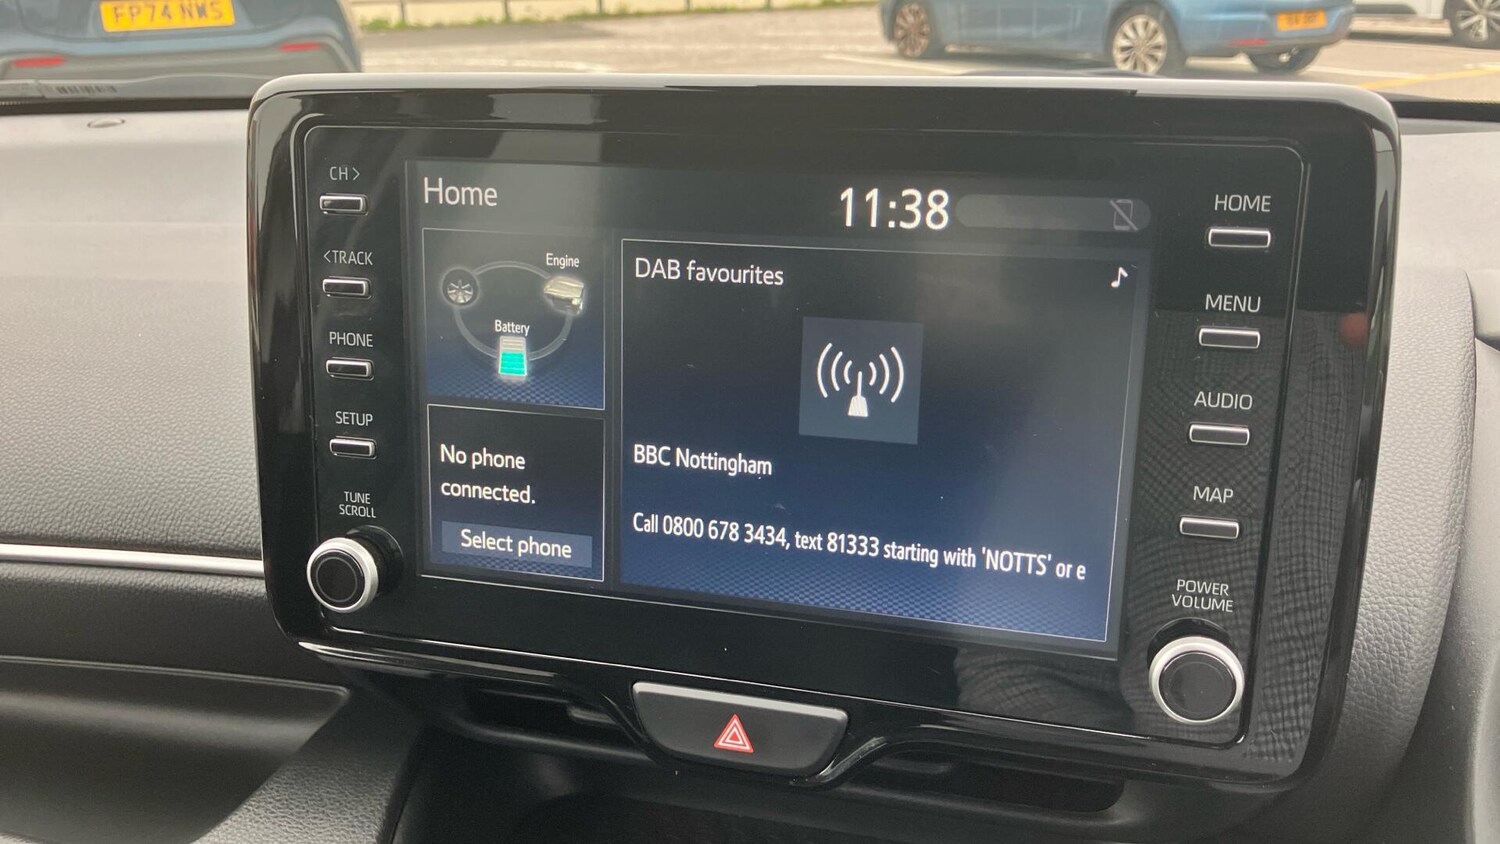 FP74 NWS
CH>
<TRACK
PHONE
SETUP
TUNE
SCROLL
Home
11:38
Engine
Battery
No phone
connected.
Select phone
DAB favourites
BBC Nottingham
Call 0800 678 3434, text 81333 starting with 'NOTTS' or e
HOME
MENU
AUDIO
MAP
POWER
VOLUME